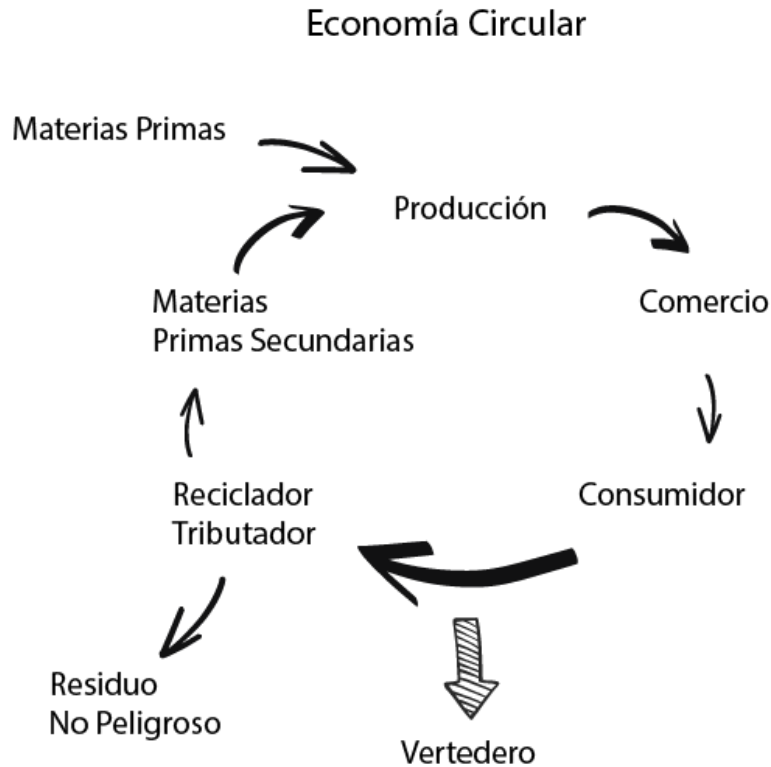 Economía Circular
Materias Primas
Producción
Comercio
Materias
Primas Secundarias
Consumidor
Reciclador
Tributador
Residuo
No Peligroso
Vertedero